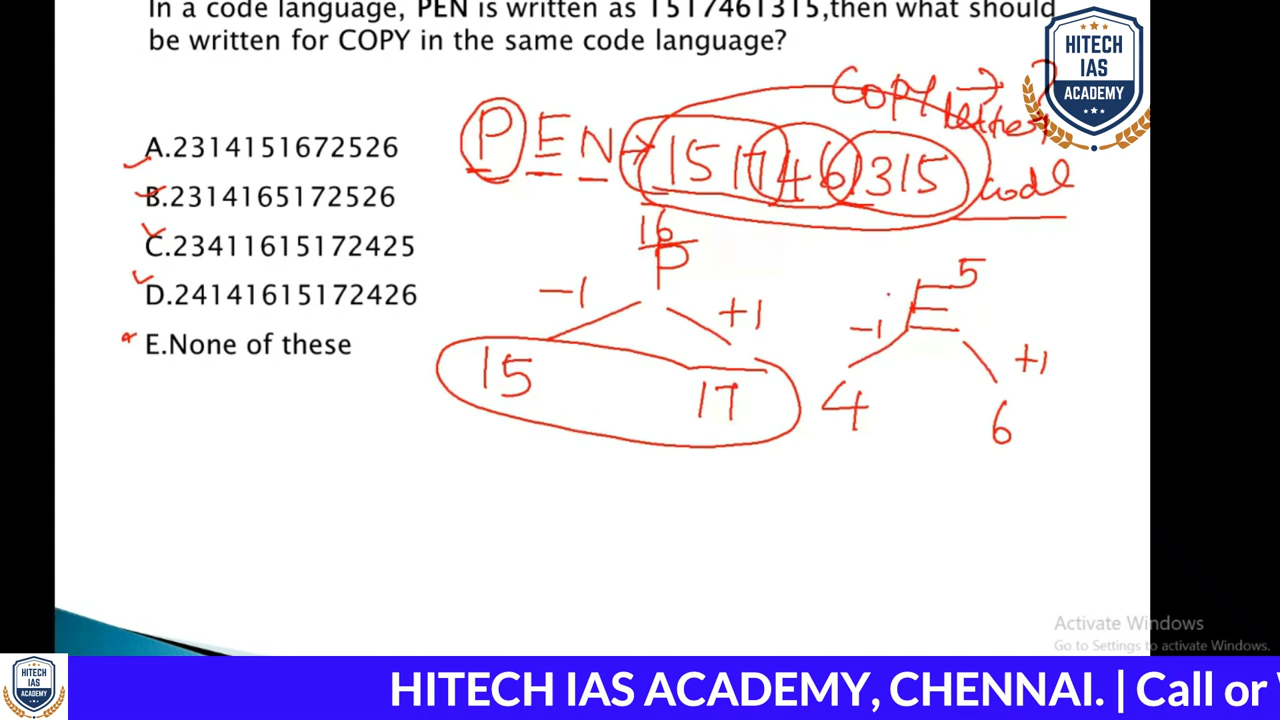 In a code language, PEN is written as 1517461315,then what should
be written for COPY in the same code language?
HITECH
IAS
ACADEMY
COPY → ?
letter
PEN → 1517461315
code
A.2314151672526
B.2314165172526
C.23411615172425
D.24141615172426
E.None of these
16
P
-1
+1
15
17
E 5
-1
+1
4
6
Activate Windows
Go to Settings to activate Windows.
HITECH
IAS
ACADEMY
HITECH IAS ACADEMY, CHENNAI. | Call or